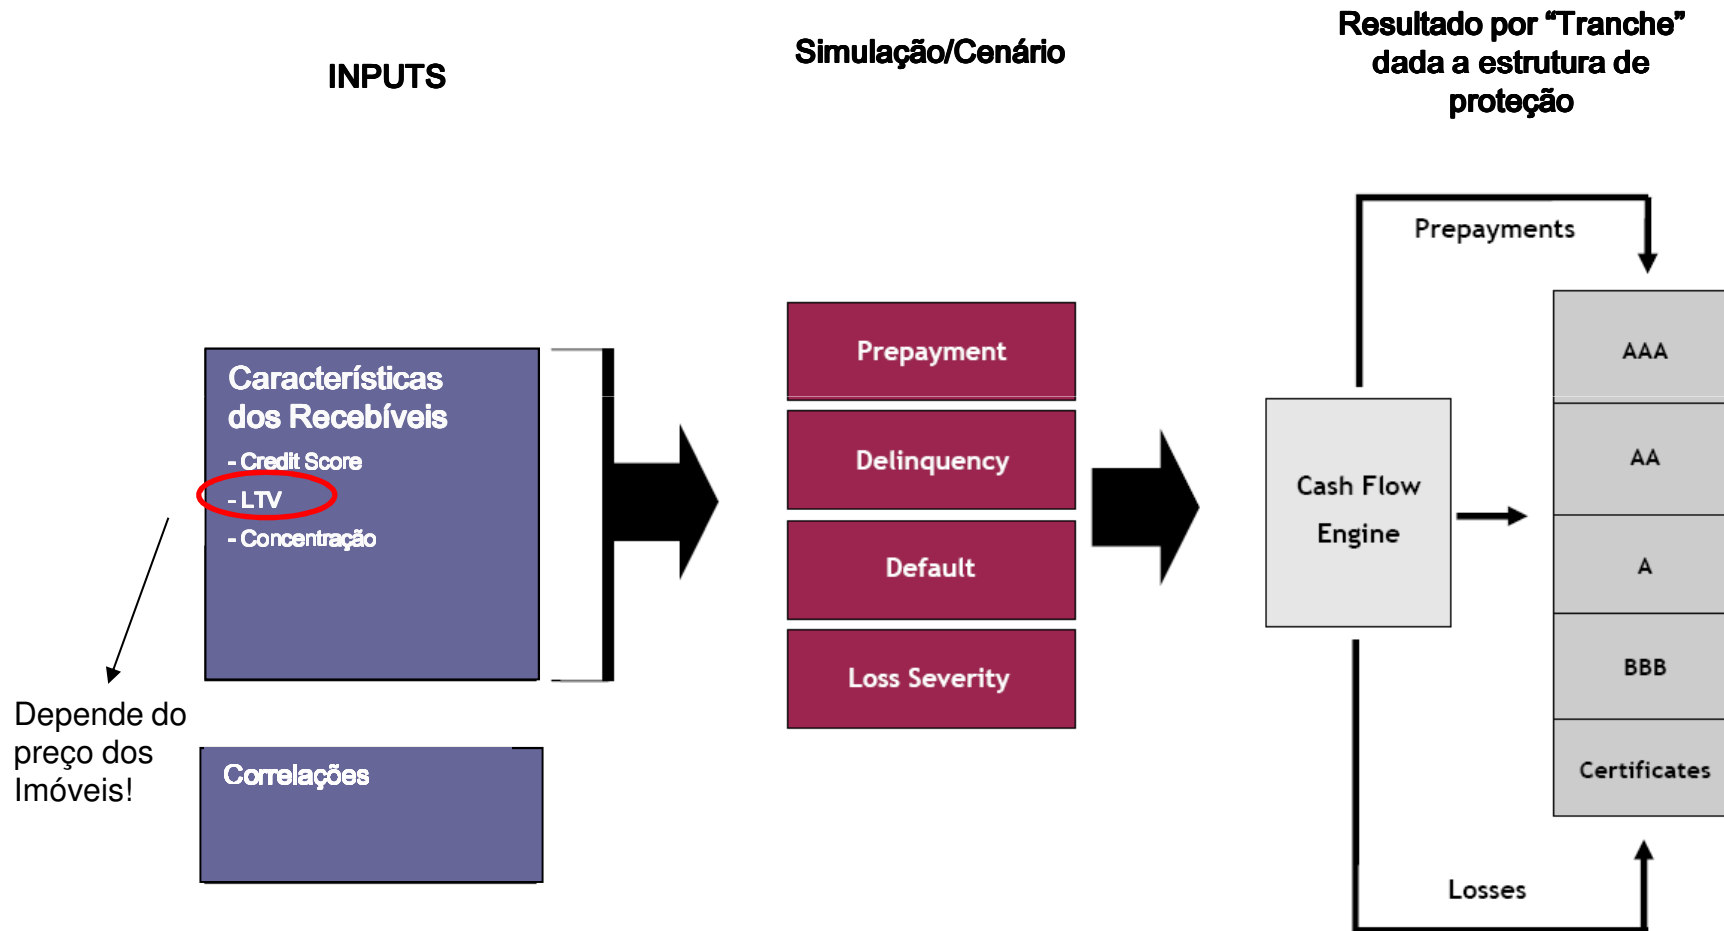 INPUTS
Simulação/Cenário
Resultado por “Tranche”
dada a estrutura de
proteção
Características
dos Recebíveis
- Credit Score
- LTV
- Concentração
Depende do
preço dos
Imóveis!
Correlações
Prepayment
Delinquency
Default
Loss Severity
Prepayments
Cash Flow
Engine
Losses
AAA
AA
A
BBB
Certificates